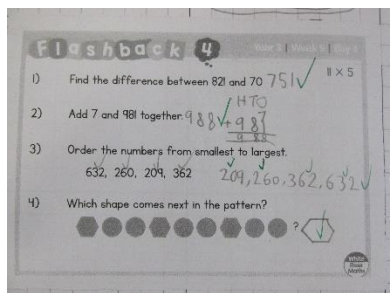 Flashback 4
Year 3 | Week 5 | Day 4
1) Find the difference between 821 and 70 751 11 × 5
2) Add 7 and 981 together. 988
HTO
7
+ 981
988
3) Order the numbers from smallest to largest.
632, 260, 209, 362 209, 260, 362, 632
4) Which shape comes next in the pattern?
?
White
Rose
Maths